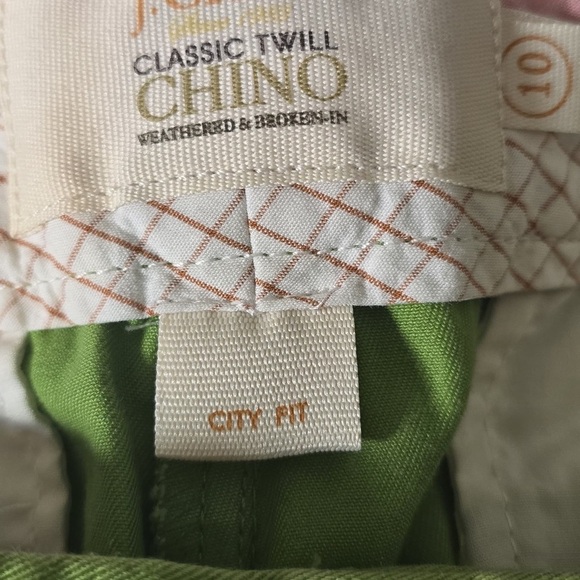 CLASSIC TWILL
CHINO
WEATHERED & BROKEN-IN
10
CITY FIT